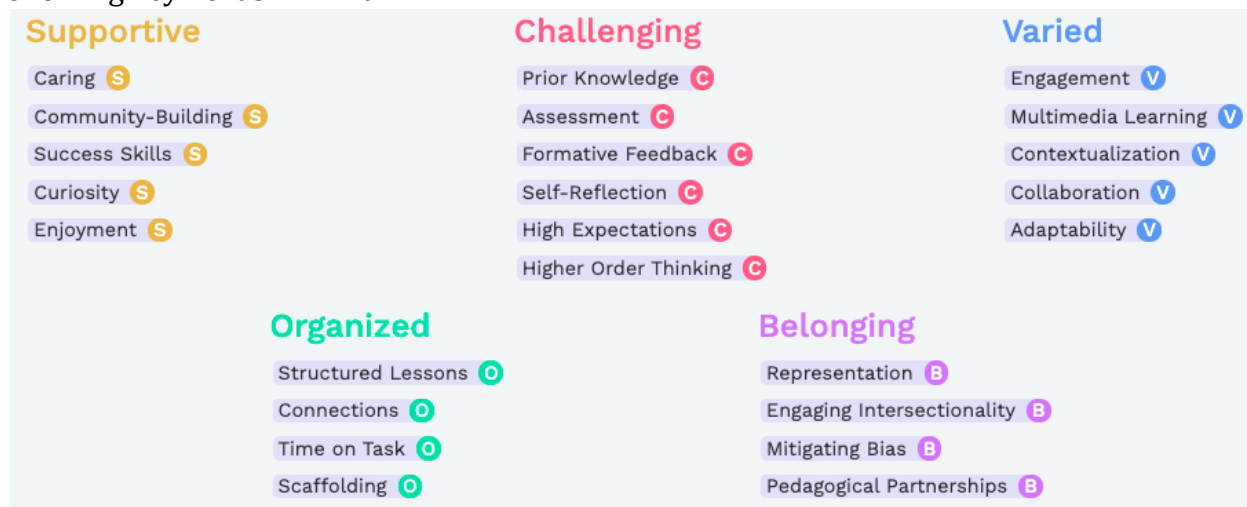 Supportive
Caring S
Community-Building S
Success Skills S
Curiosity S
Enjoyment S
Challenging
Prior Knowledge C
Assessment C
Formative Feedback C
Self-Reflection C
High Expectations C
Higher Order Thinking C
Varied
Engagement V
Multimedia Learning V
Contextualization V
Collaboration V
Adaptability V
Organized
Structured Lessons O
Connections O
Time on Task O
Scaffolding O
Belonging
Representation B
Engaging Intersectionality B
Mitigating Bias B
Pedagogical Partnerships B